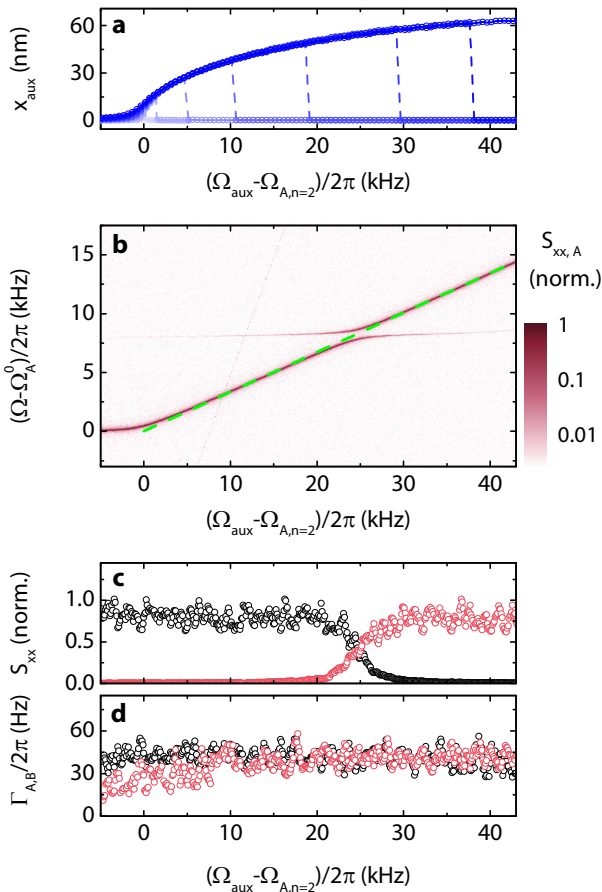 a
x_aux (nm)
60
30
0
0 10 20 30 40
(Ω_aux-Ω_A,n=2)/2π (kHz)
b
S_xx, A
(norm.)
(Ω-Ω_A^0)/2π (kHz)
15
10
5
0
1
0.1
0.01
0 10 20 30 40
(Ω_aux-Ω_A,n=2)/2π (kHz)
c
S_xx (norm.)
1.0
0.5
0.0
d
Γ_A,B/2π (Hz)
90
60
30
0
0 10 20 30 40
(Ω_aux-Ω_A,n=2)/2π (kHz)